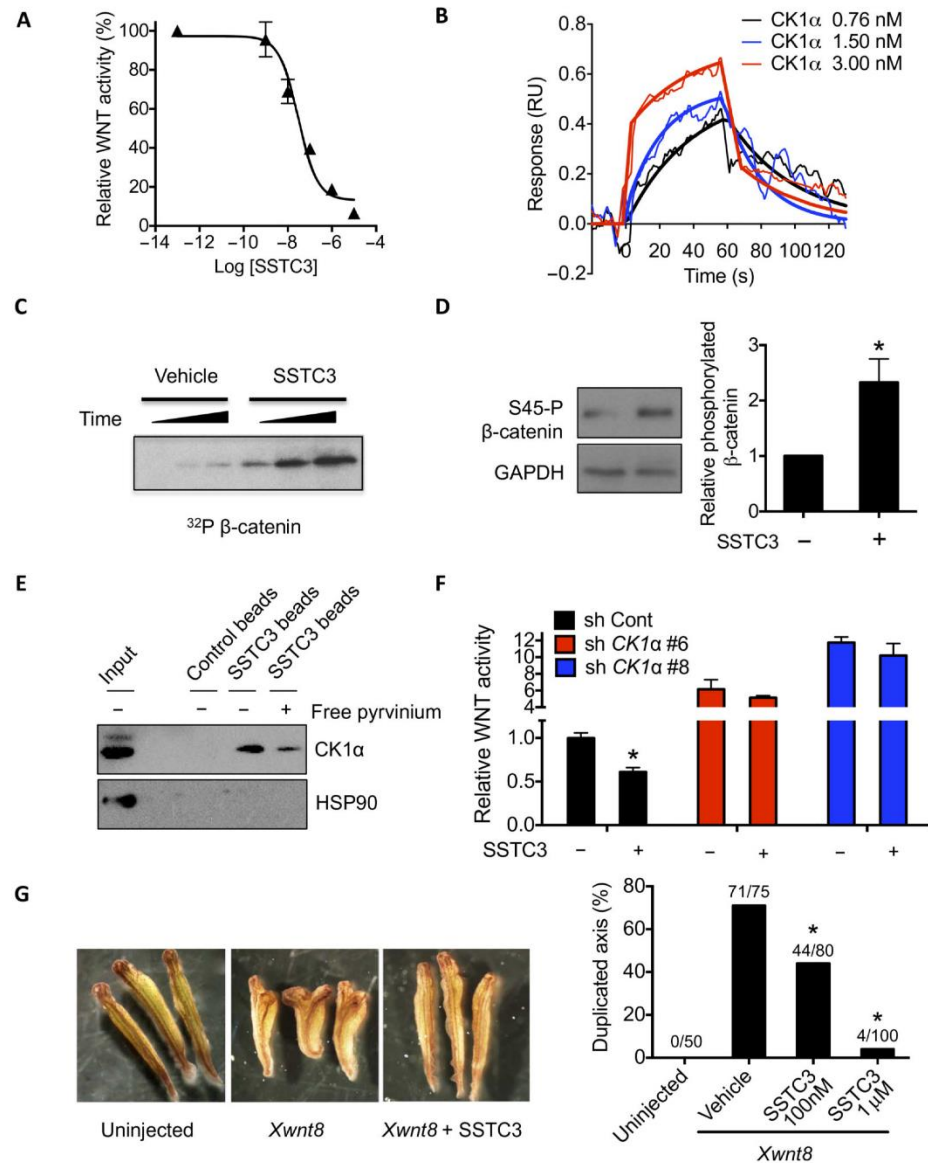 A
Relative WNT activity (%)
100
80
60
40
20
0
−14 −12 −10 −8 −6 −4
Log [SSTC3]
B
CK1α 0.76 nM
CK1α 1.50 nM
CK1α 3.00 nM
Response (RU)
0.8
0.6
0.4
0.2
0.0
−0.2
0 20 40 60 80 100 120
Time (s)
C
Vehicle SSTC3
Time
³²P β-catenin
D
S45-P
β-catenin
GAPDH
Relative phosphorylated
β-catenin
3
2
1
0
*
SSTC3 − +
E
Input
Control beads
SSTC3 beads
SSTC3 beads
− − − + Free pyrvinium
CK1α
HSP90
F
sh Cont
sh CK1α #6
sh CK1α #8
Relative WNT activity
12
10
8
6
4
1.0
0.5
0.0
*
SSTC3 − + − + − +
G
Uninjected
Xwnt8
Xwnt8 + SSTC3
Duplicated axis (%)
80
60
40
20
0
0/50
71/75
*
44/80
*
4/100
Uninjected
Vehicle
SSTC3
100nM
SSTC3
1 µM
Xwnt8